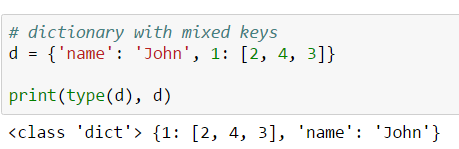 # dictionary with mixed keys
d = {'name': 'John', 1: [2, 4, 3]}
print(type(d), d)
<class 'dict'> {1: [2, 4, 3], 'name': 'John'}